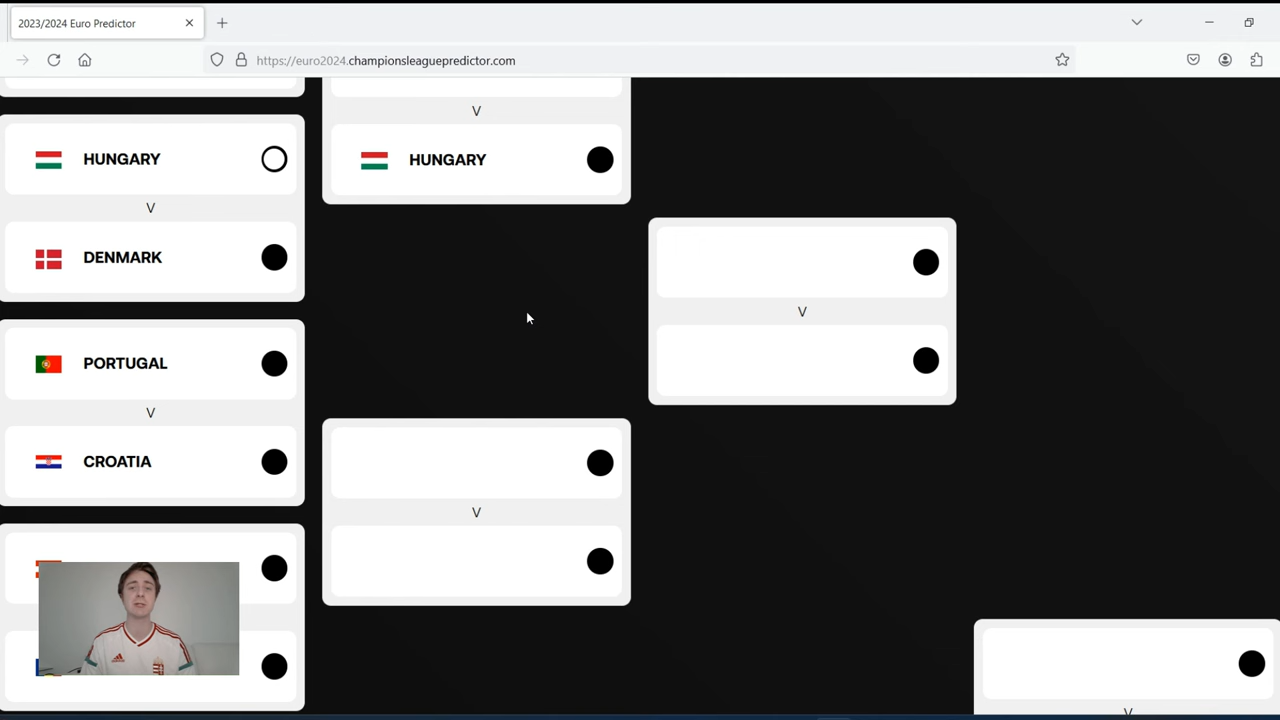 2023/2024 Euro Predictor
https://euro2024.championsleaguepredictor.com
HUNGARY
V
DENMARK
PORTUGAL
V
CROATIA
V
HUNGARY
V
V
V